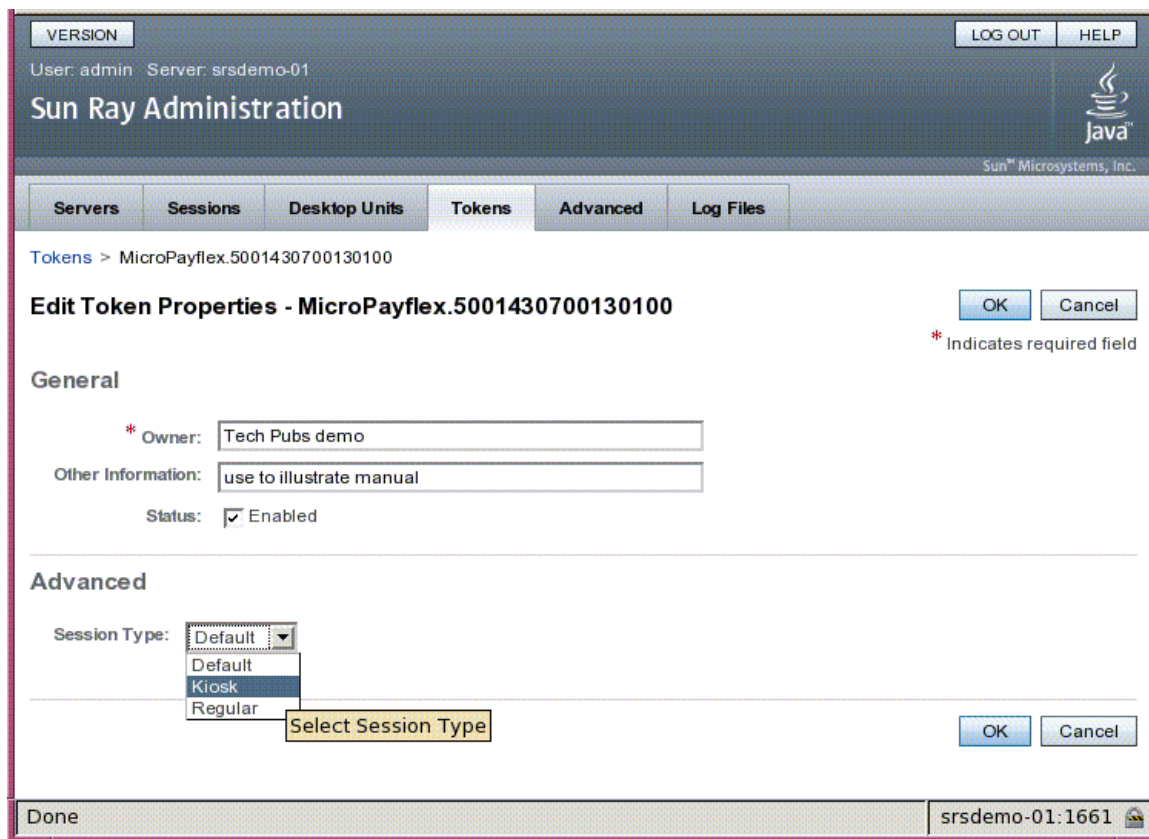 VERSION LOG OUT HELP
User: admin Server: srsdemo-01
Sun Ray Administration
Java™
Sun™ Microsystems, Inc.
Servers Sessions Desktop Units Tokens Advanced Log Files
Tokens > MicroPayflex.5001430700130100
Edit Token Properties - MicroPayflex.5001430700130100 OK Cancel
* Indicates required field
General
* Owner: Tech Pubs demo
Other Information: use to illustrate manual
Status: Enabled
Advanced
Session Type: Default
Default
Kiosk
Regular
Select Session Type
OK Cancel
Done srsdemo-01:1661